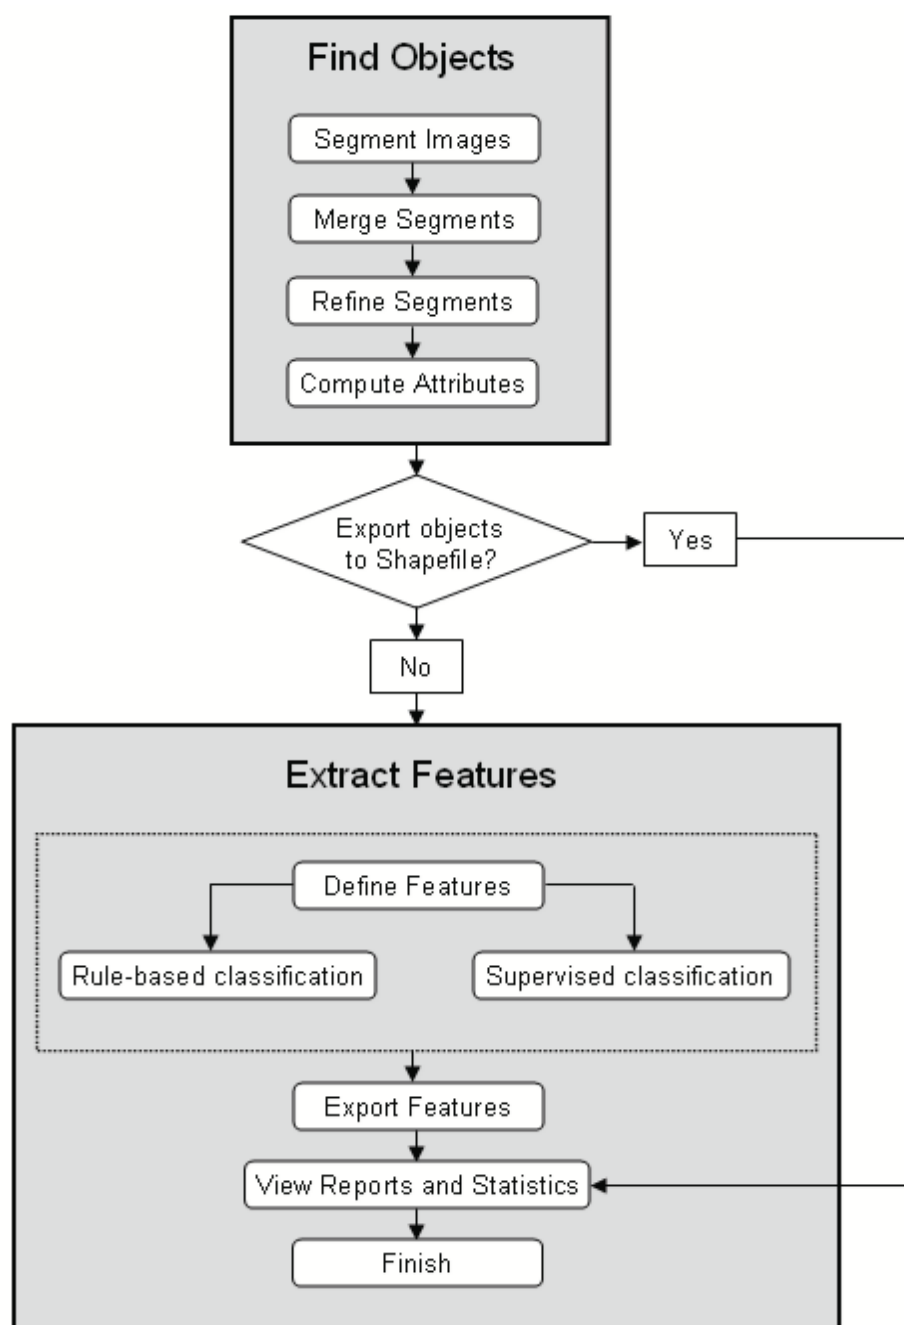 Find Objects
Segment Images
Merge Segments
Refine Segments
Compute Attributes
Export objects
to Shapefile?
Yes
No
Extract Features
Define Features
Rule-based classification
Supervised classification
Export Features
View Reports and Statistics
Finish